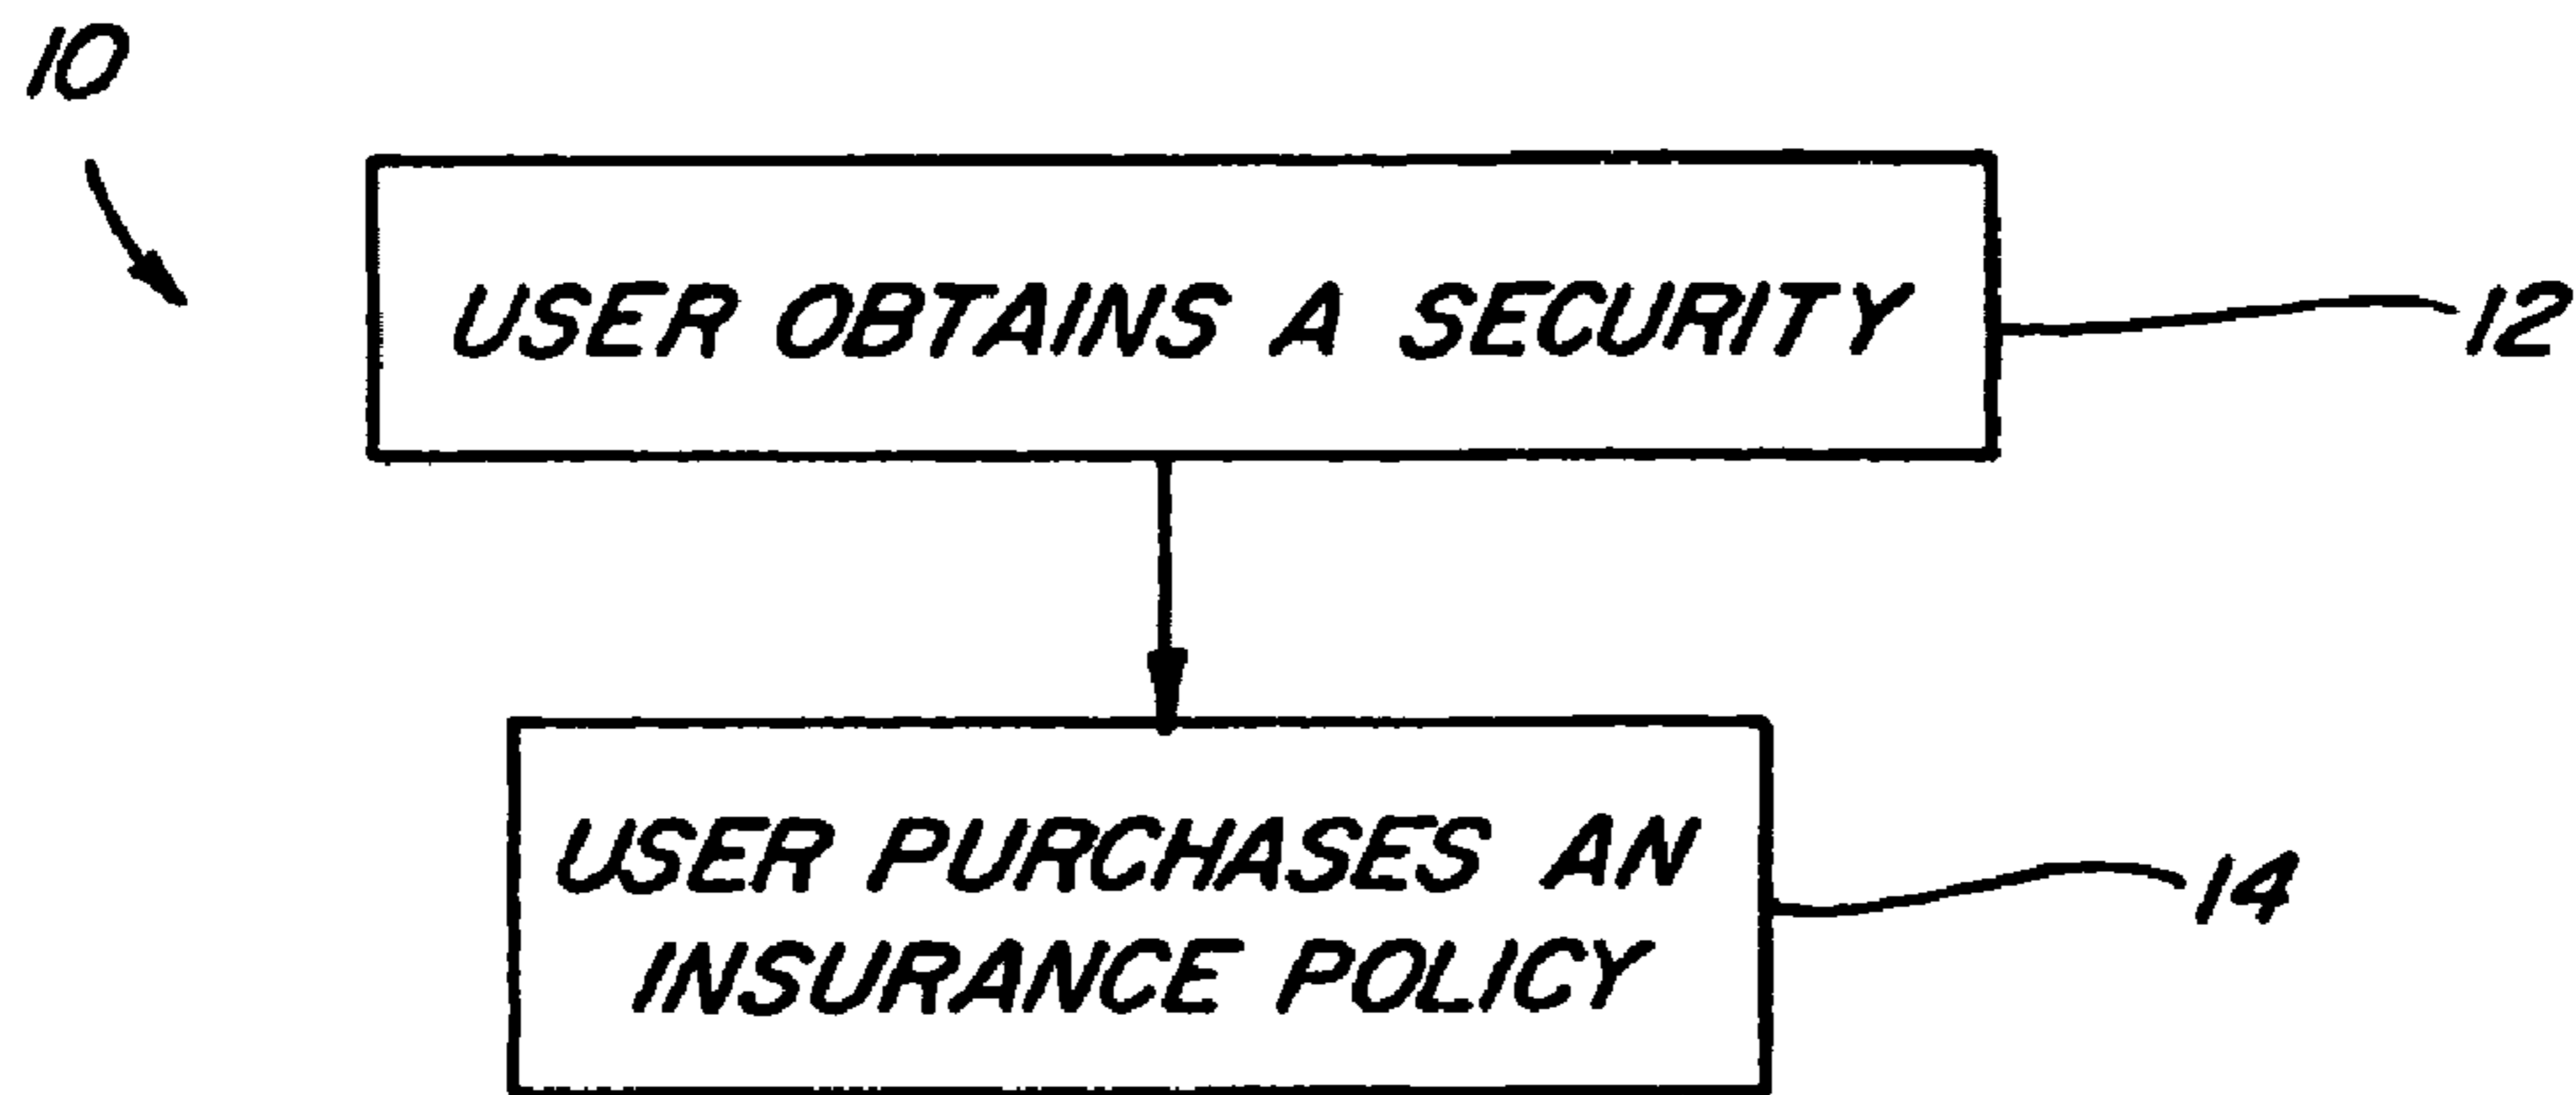 10
USER OBTAINS A SECURITY
12
USER PURCHASES AN
INSURANCE POLICY
14